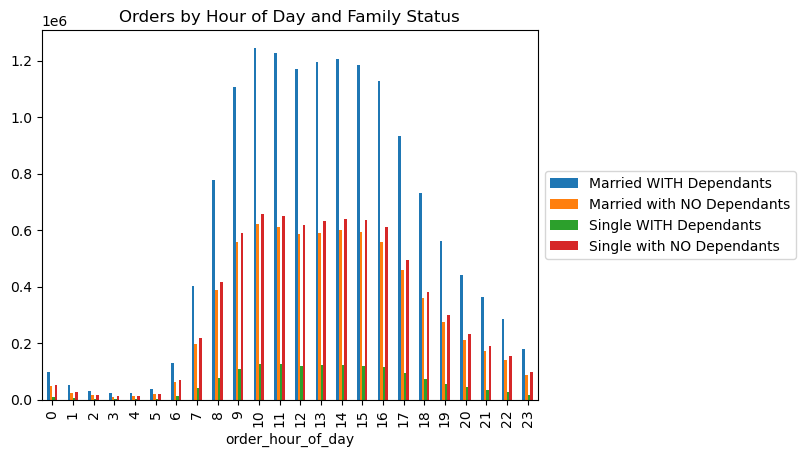 Orders by Hour of Day and Family Status
1e6
1.2
1.0
0.8
0.6
0.4
0.2
0.0
0 1 2 3 4 5 6 7 8 9 10 11 12 13 14 15 16 17 18 19 20 21 22 23
order_hour_of_day
Married WITH Dependants
Married with NO Dependants
Single WITH Dependants
Single with NO Dependants